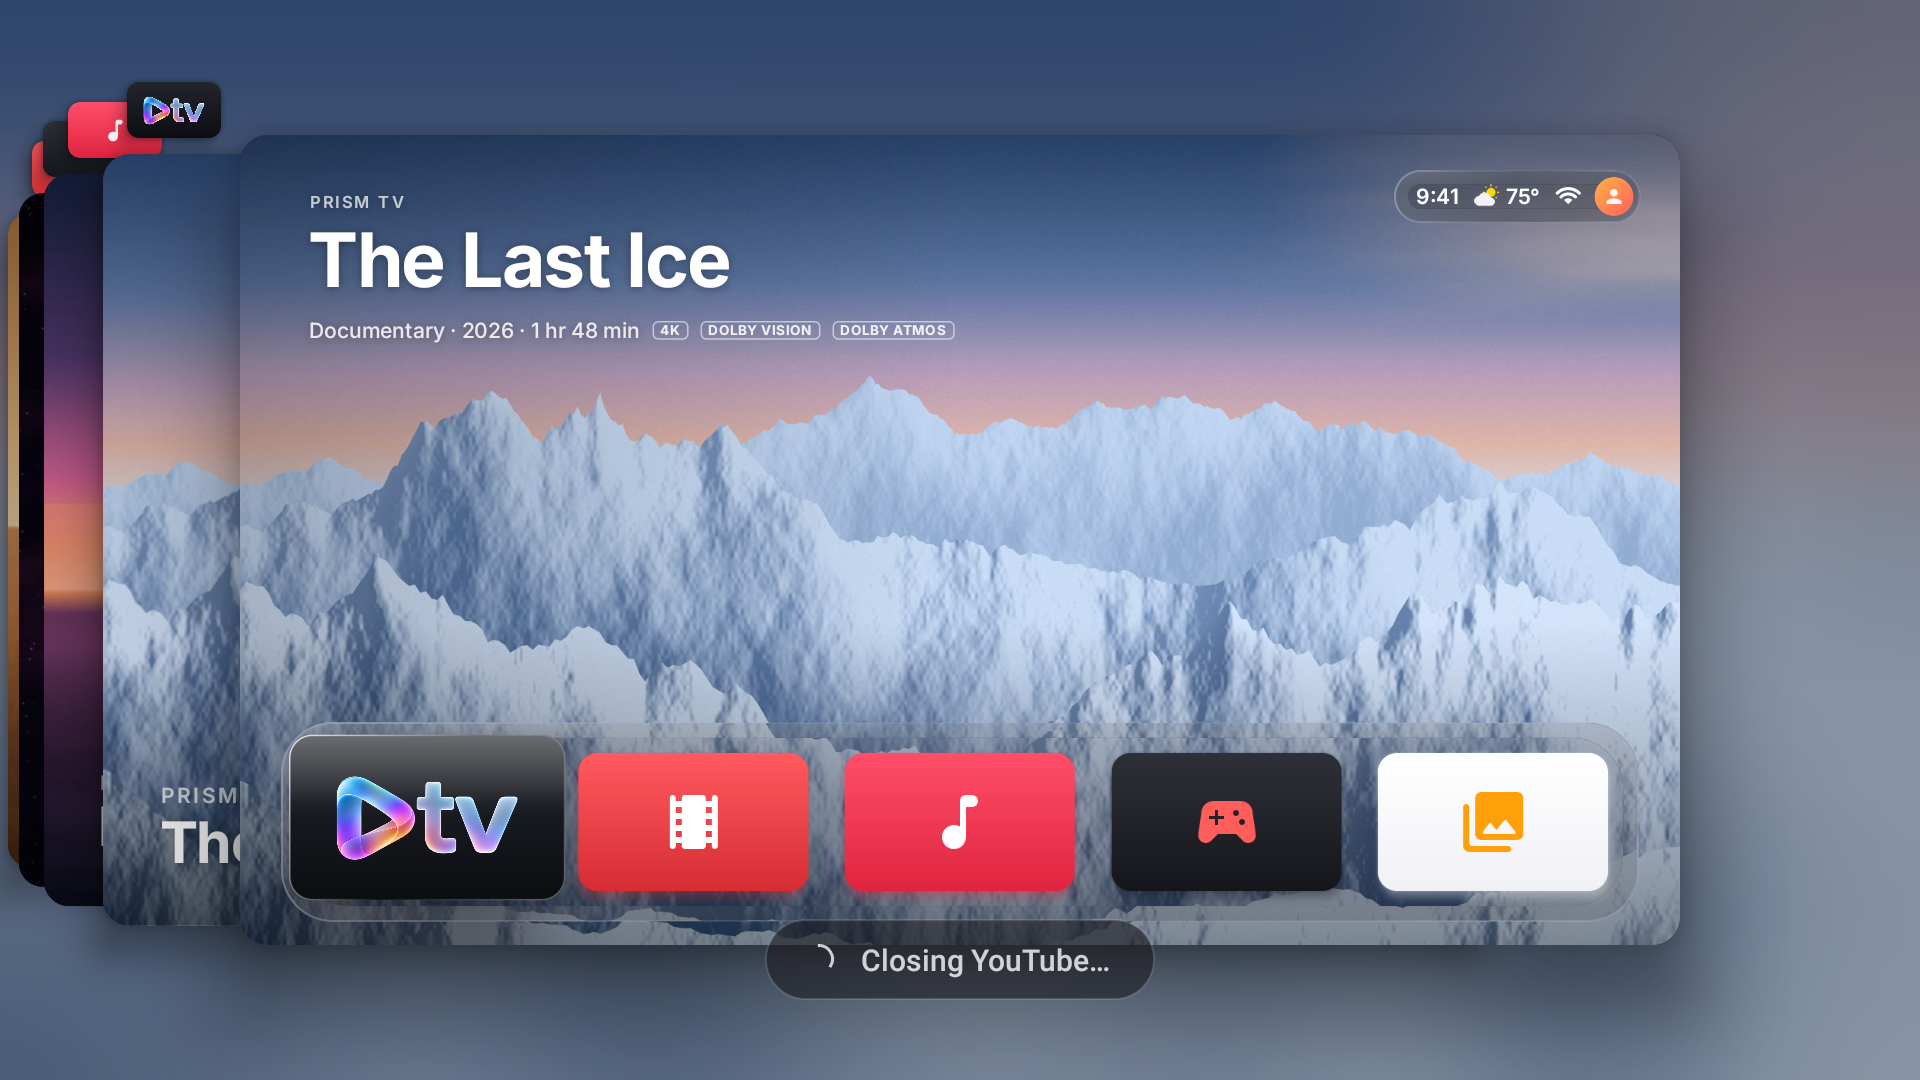 tv
9:41 75°
PRISM TV
The Last Ice
Documentary · 2026 · 1 hr 48 min 4K DOLBY VISION DOLBY ATMOS
PRISM
The
tv
Closing YouTube...